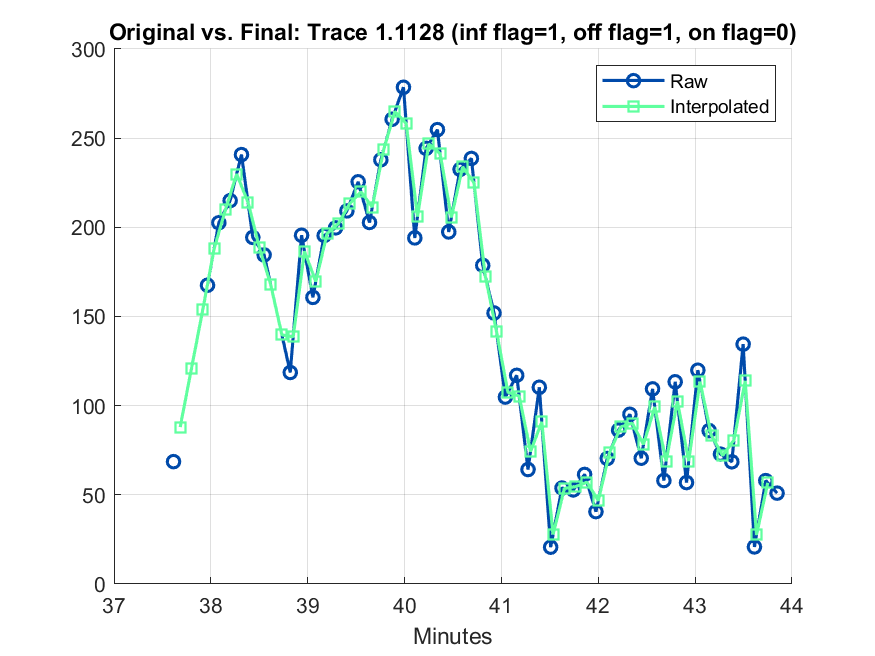 Original vs. Final: Trace 1.1128 (inf flag=1, off flag=1, on flag=0)
300
250
200
150
100
50
0
Raw
Interpolated
37 38 39 40 41 42 43 44
Minutes